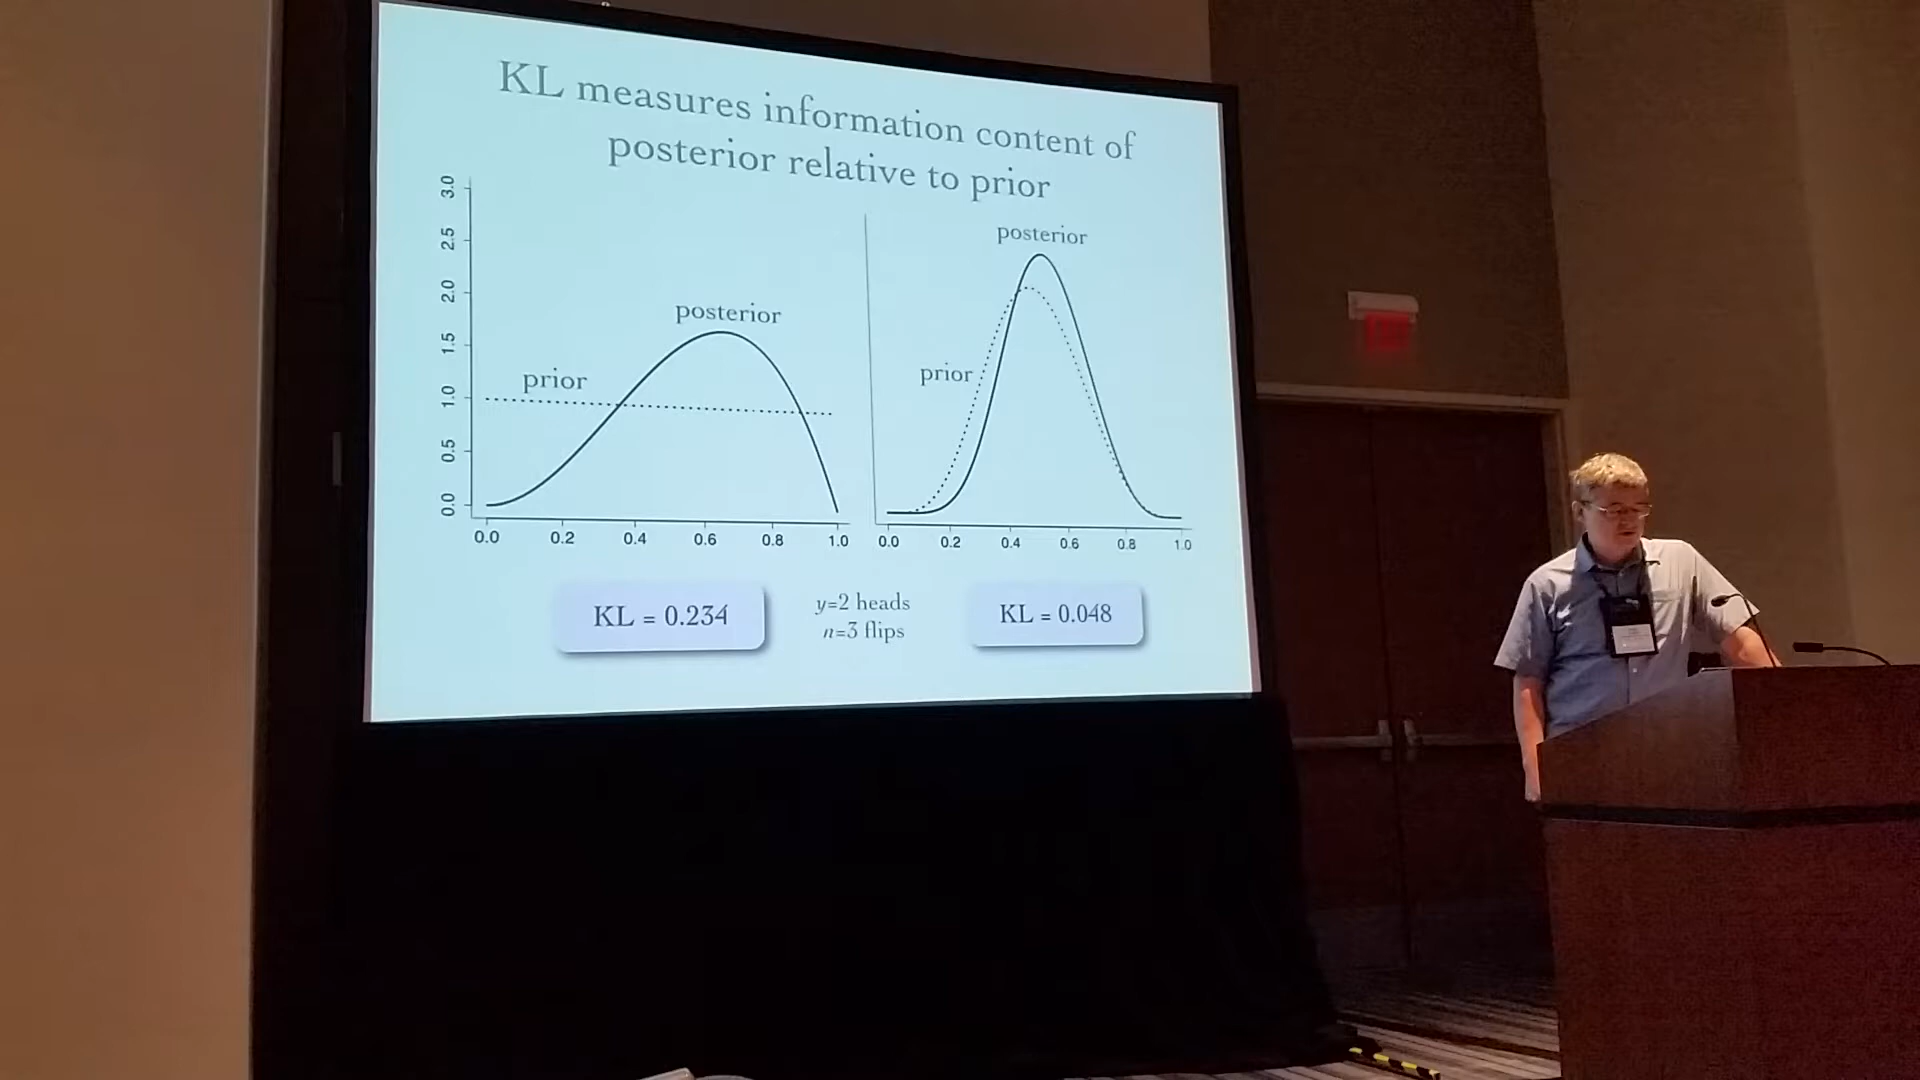 KL measures information content of
posterior relative to prior
3.0
2.5
2.0
1.5
1.0
0.5
0.0
posterior
prior
0.0 0.2 0.4 0.6 0.8 1.0
posterior
prior
0.0 0.2 0.4 0.6 0.8 1.0
KL = 0.234
y=2 heads
n=3 flips
KL = 0.048